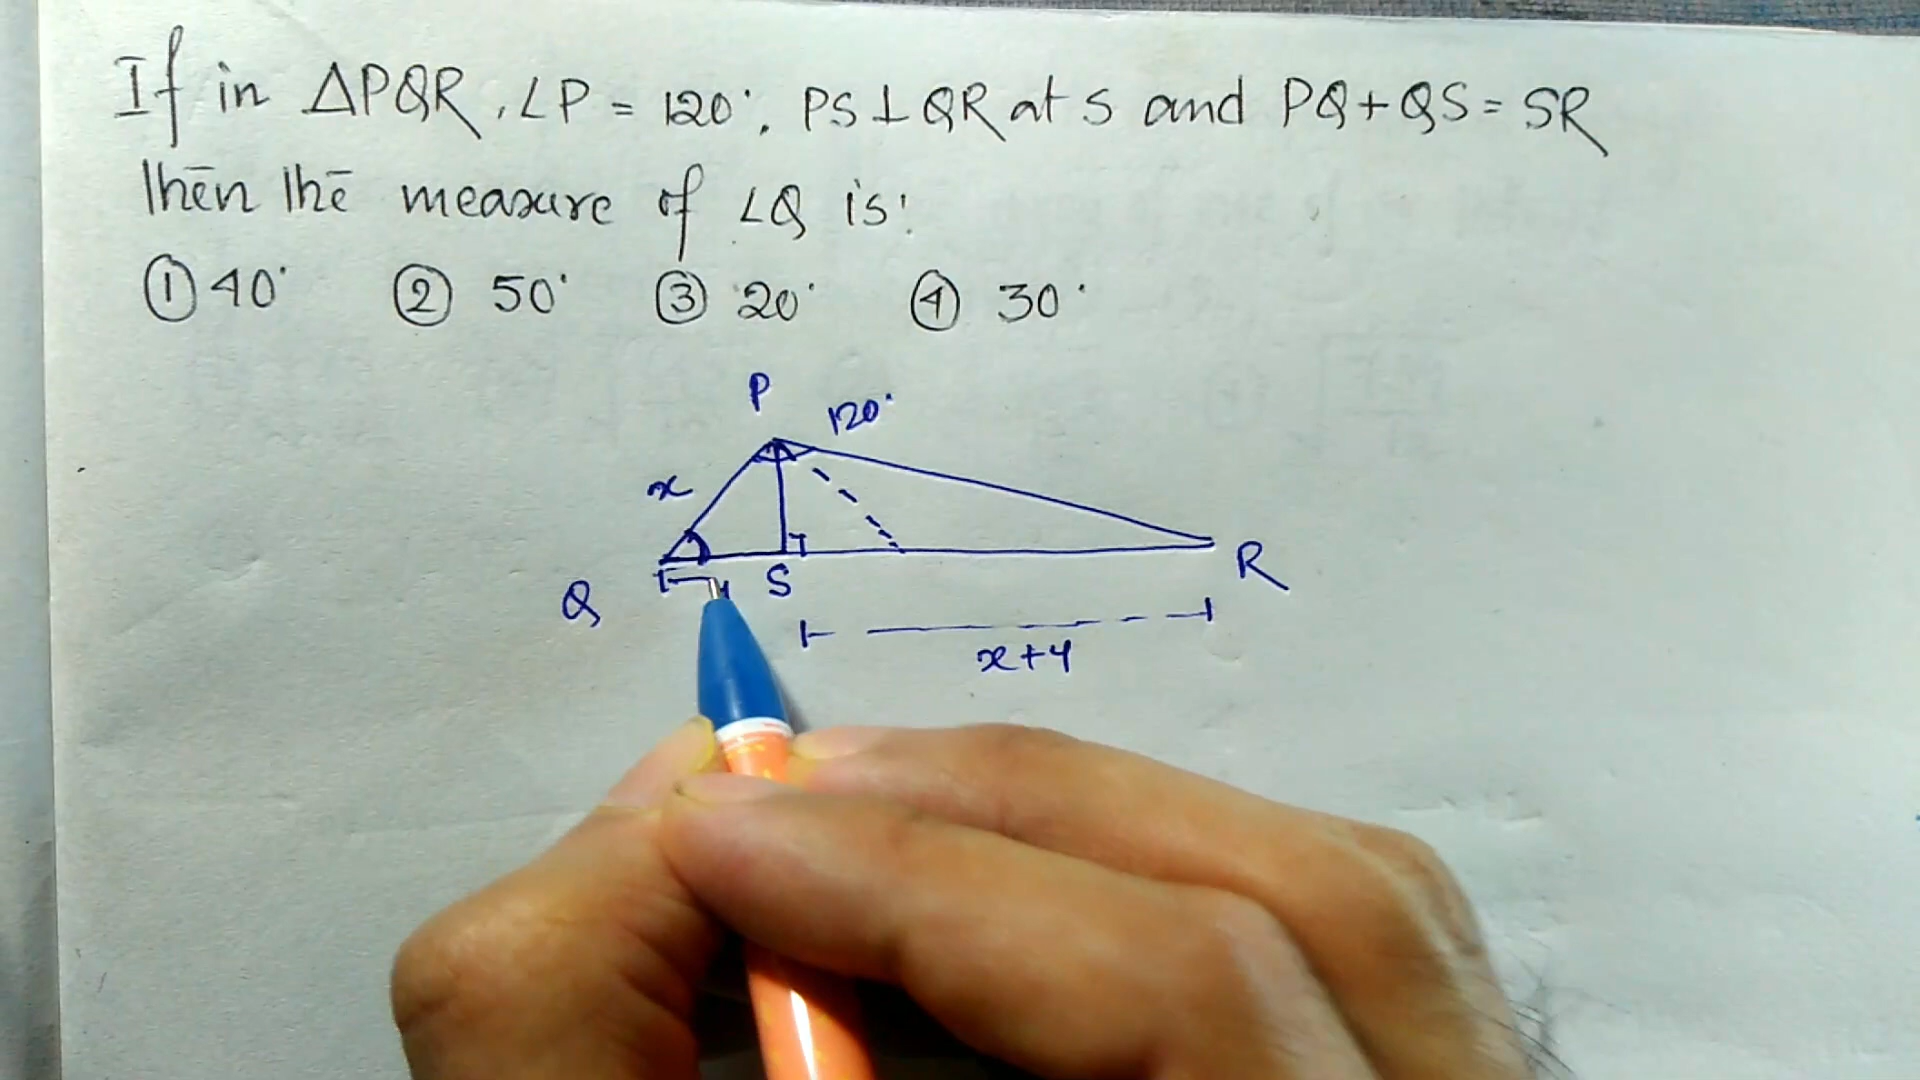 If in ΔPQR, ∠P = 120°, PS⊥QR at S and PQ+QS=SR
Then the measure of ∠Q is:
① 40° ② 50° ③ 20° ④ 30°
P
120°
x
Q
S
R
x+y